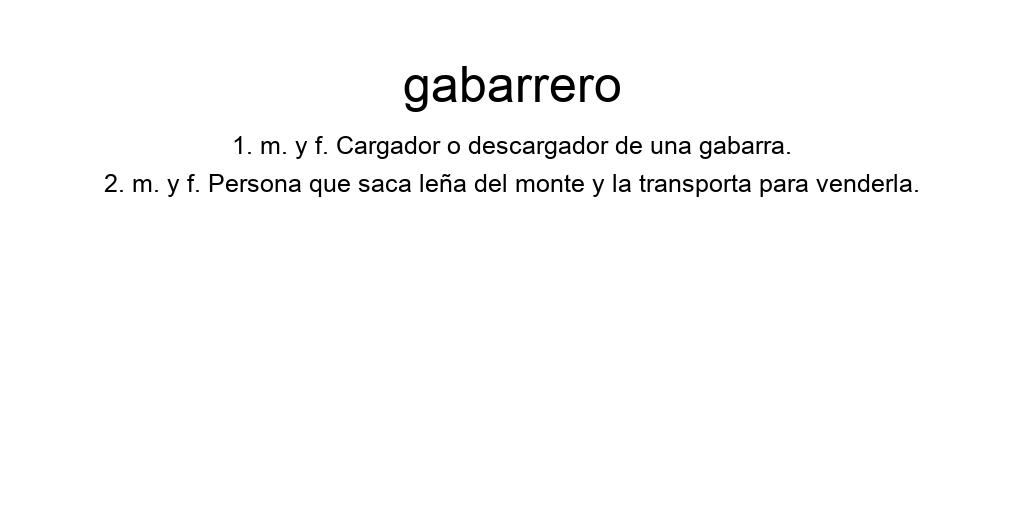 gabarrero
1. m. y f. Cargador o descargador de una gabarra.
2. m. y f. Persona que saca leña del monte y la transporta para venderla.